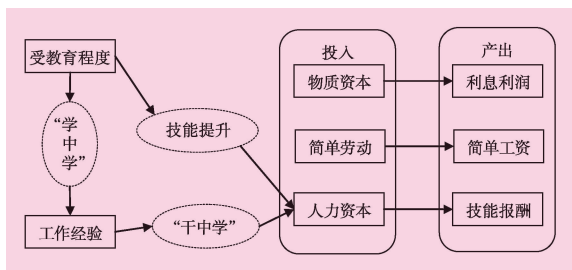 受教育程度
“学中学”
工作经验
技能提升
“干中学”
投入
物质资本
简单劳动
人力资本
产出
利息利润
简单工资
技能报酬